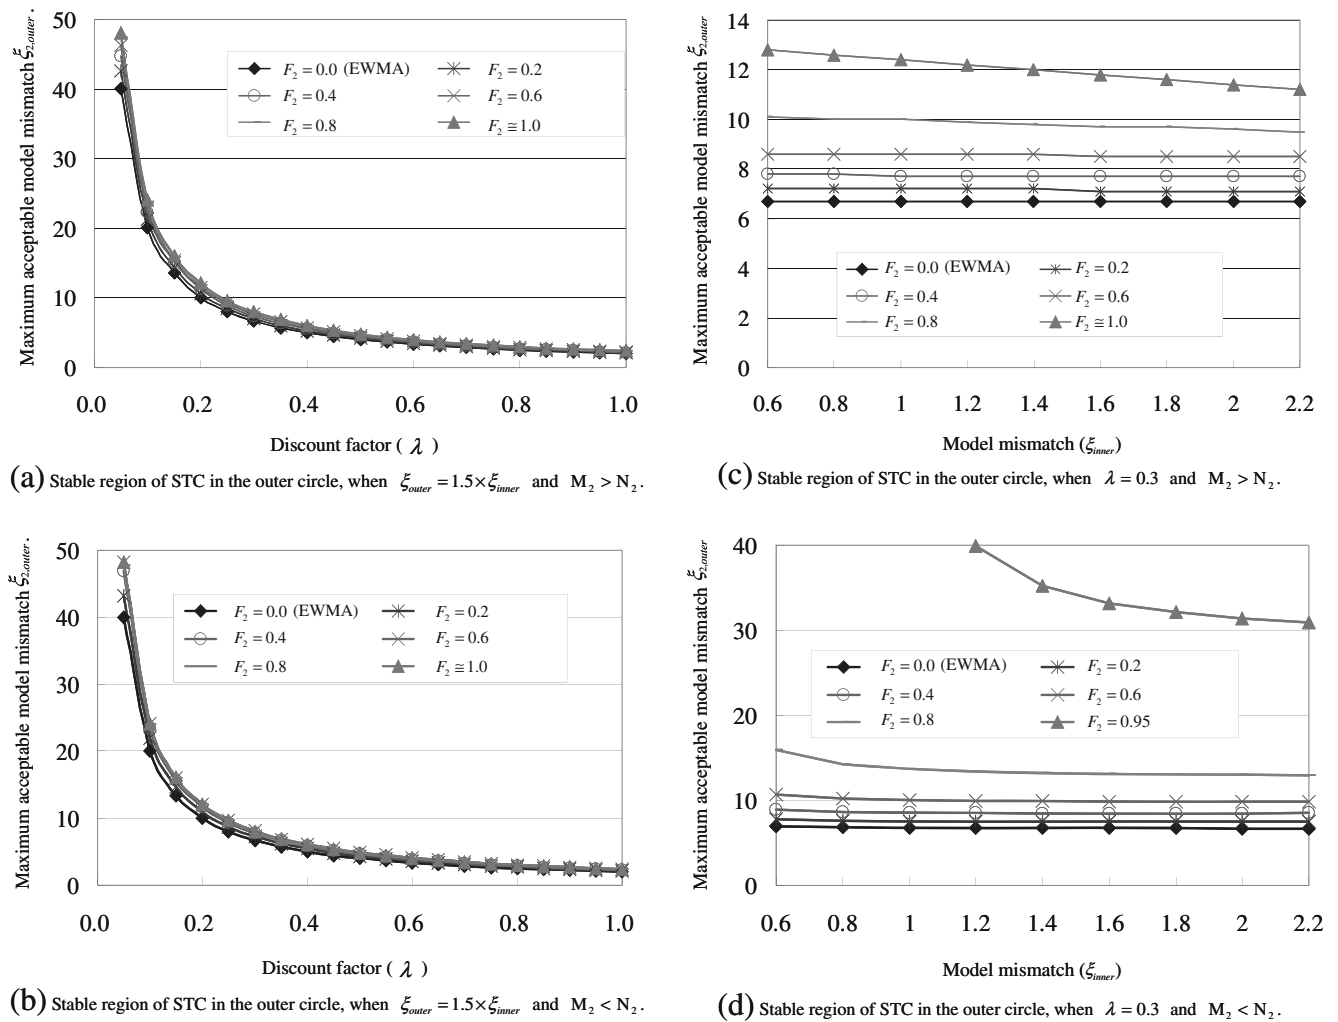 Maximum acceptable model mismatch ξ2,outer.
50
40
30
20
10
0
F2 = 0.0 (EWMA)
F2 = 0.2
F2 = 0.4
F2 = 0.6
F2 = 0.8
F2 ≅ 1.0
0.0 0.2 0.4 0.6 0.8 1.0
Discount factor ( λ )
(a) Stable region of STC in the outer circle, when ξouter = 1.5×ξinner and M2 > N2.
Maximum acceptable model mismatch ξ2,outer
14
12
10
8
6
4
2
0
F2 = 0.0 (EWMA)
F2 = 0.2
F2 = 0.4
F2 = 0.6
F2 = 0.8
F2 ≅ 1.0
0.6 0.8 1 1.2 1.4 1.6 1.8 2 2.2
Model mismatch (ξinner)
(c) Stable region of STC in the outer circle, when λ = 0.3 and M2 > N2.
Maximum acceptable model mismatch ξ2,outer.
50
40
30
20
10
0
F2 = 0.0 (EWMA)
F2 = 0.2
F2 = 0.4
F2 = 0.6
F2 = 0.8
F2 ≅ 1.0
0.0 0.2 0.4 0.6 0.8 1.0
Discount factor ( λ )
(b) Stable region of STC in the outer circle, when ξouter = 1.5×ξinner and M2 < N2.
Maximum acceptable model mismatch ξ2,outer
40
30
20
10
0
F2 = 0.0 (EWMA)
F2 = 0.2
F2 = 0.4
F2 = 0.6
F2 = 0.8
F2 = 0.95
0.6 0.8 1 1.2 1.4 1.6 1.8 2 2.2
Model mismatch (ξinner)
(d) Stable region of STC in the outer circle, when λ = 0.3 and M2 < N2.